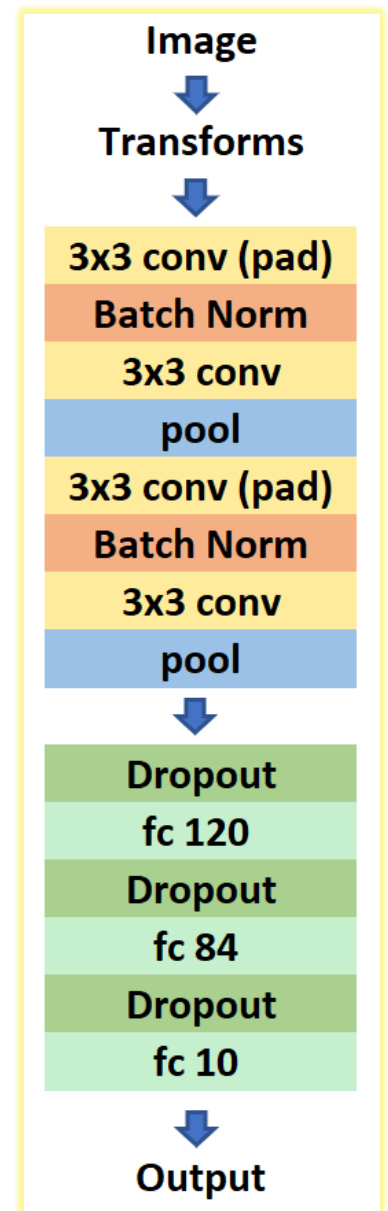 Image
Transforms
3x3 conv (pad)
Batch Norm
3x3 conv
pool
3x3 conv (pad)
Batch Norm
3x3 conv
pool
Dropout
fc 120
Dropout
fc 84
Dropout
fc 10
Output